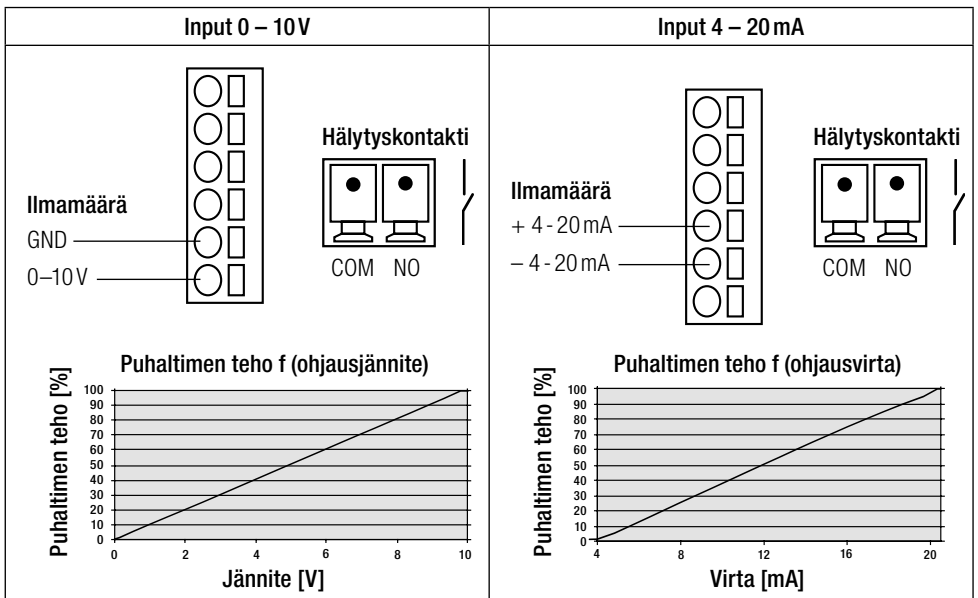 Input 0 – 10 V
Hälytyskontakti
Ilmamäärä
GND
0–10 V
COM NO
Puhaltimen teho f (ohjausjännite)
Puhaltimen teho [%]
100
90
80
70
60
50
40
30
20
10
0
0 2 4 6 8 10
Jännite [V]
Input 4 – 20 mA
Hälytyskontakti
Ilmamäärä
+ 4 - 20 mA
– 4 - 20 mA
COM NO
Puhaltimen teho f (ohjausvirta)
Puhaltimen teho [%]
100
90
80
70
60
50
40
30
20
10
0
4 8 12 16 20
Virta [mA]